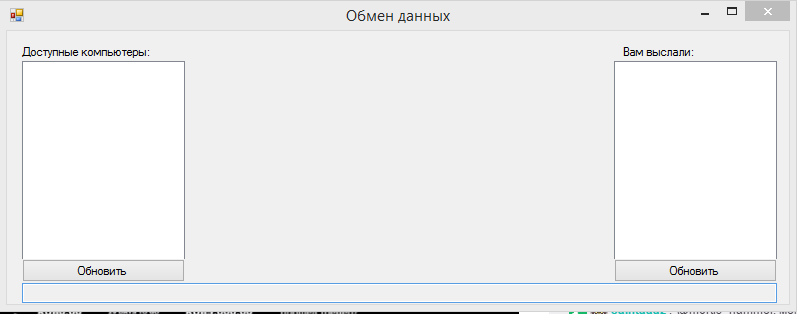 Обмен данных
Доступные компьютеры:
Вам выслали:
Обновить
Обновить